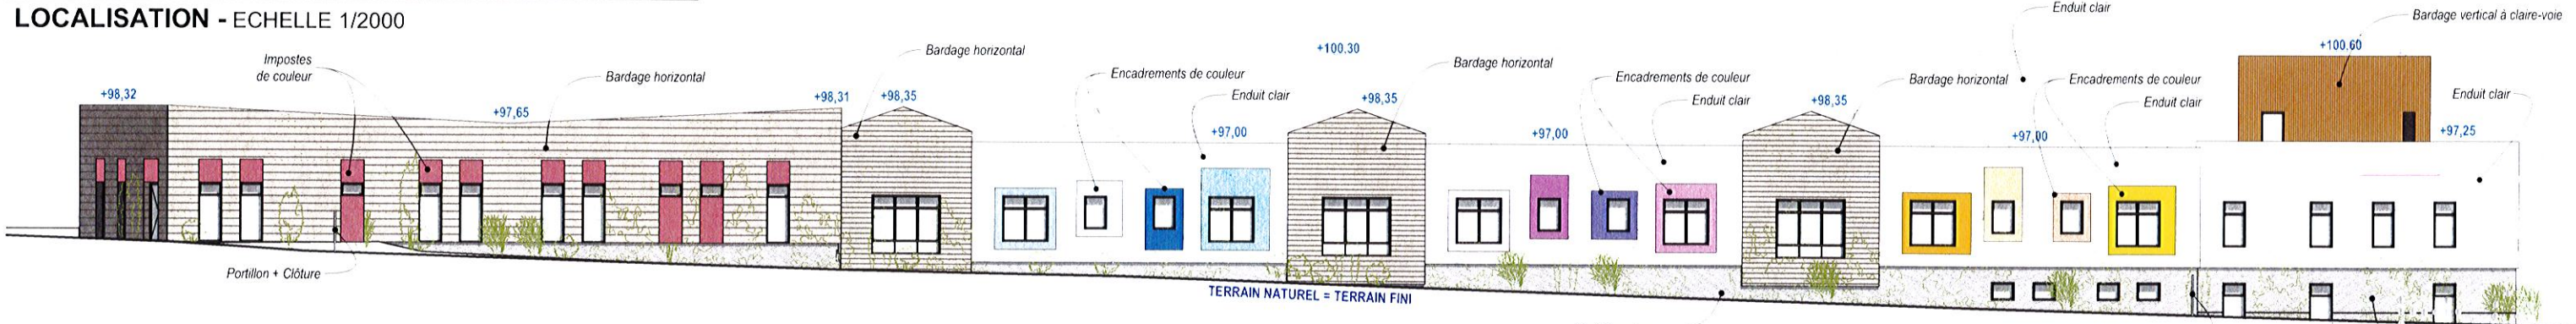 LOCALISATION - ECHELLE 1/2000
Enduit clair
Bardage vertical à claire-voie
Impostes
de couleur
Bardage horizontal
Bardage horizontal
+100.30
Bardage horizontal
+100.60
Encadrements de couleur
Encadrements de couleur
Bardage horizontal
Encadrements de couleur
+98,32
+97,65
+98,31
+98,35
Enduit clair
+98,35
Enduit clair
+98,35
Enduit clair
Enduit clair
+97,00
+97,00
+97,00
+97,25
Portillon + Clôture
TERRAIN NATUREL = TERRAIN FINI